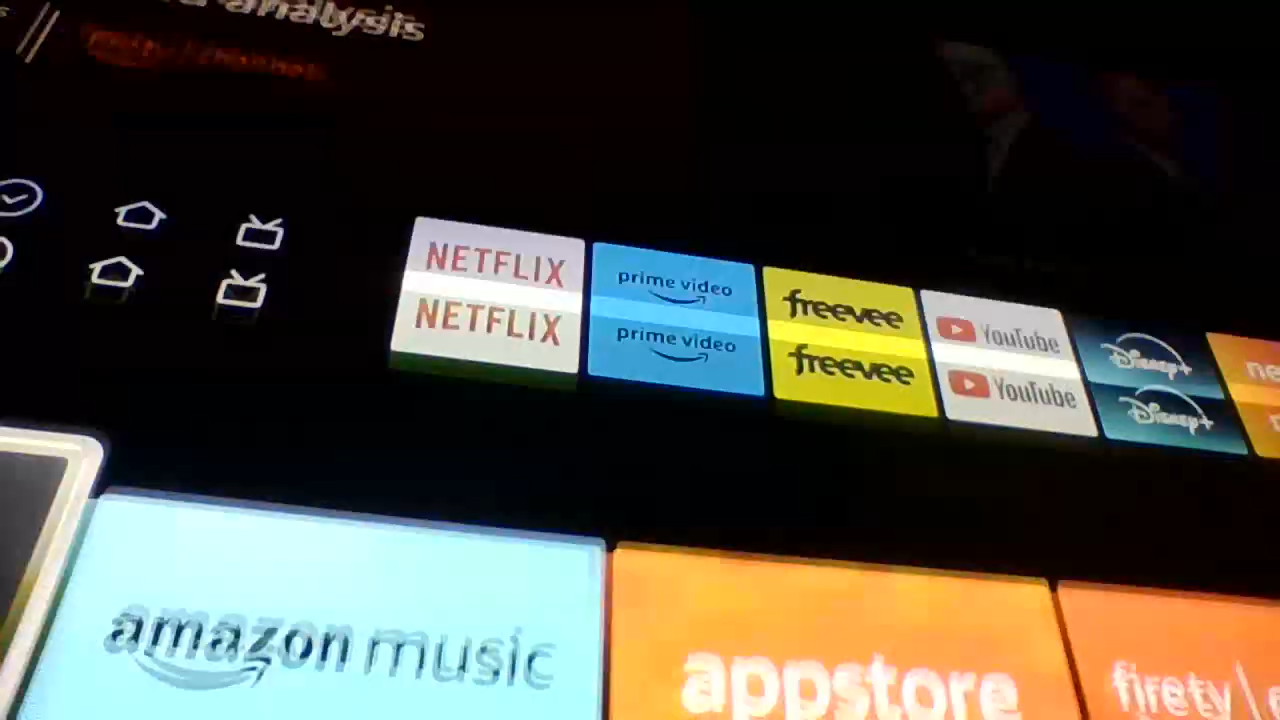 analysis
NETFLIX
NETFLIX
prime video
prime video
freevee
freevee
YouTube
YouTube
Disney+
Disney+
amazon music
appstore
firetv